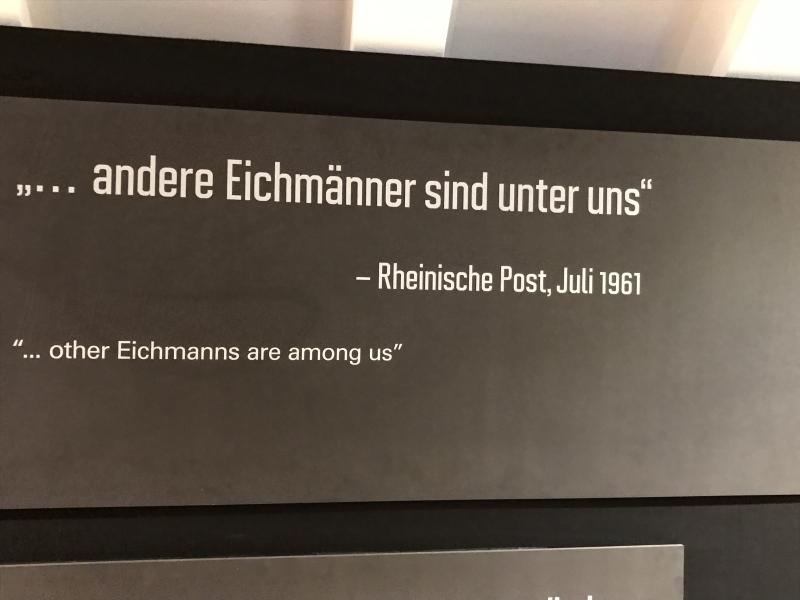 „... andere Eichmänner sind unter uns“
– Rheinische Post, Juli 1961
“... other Eichmanns are among us”